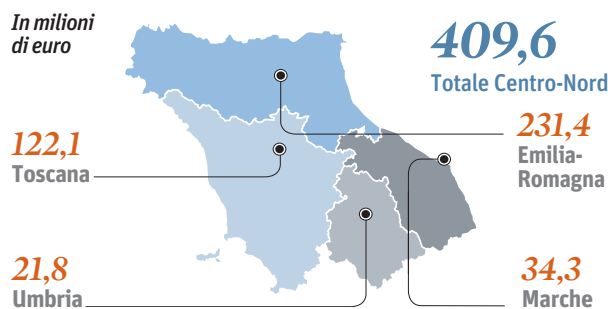 In milioni
di euro
409,6
Totale Centro-Nord
122,1
Toscana
231,4
Emilia-
Romagna
21,8
Umbria
34,3
Marche